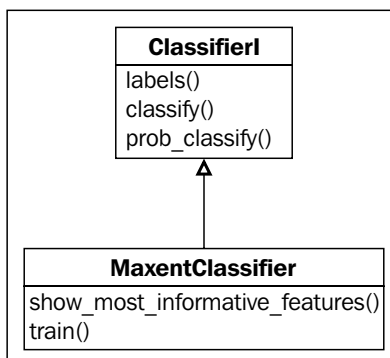 ClassifierI
labels()
classify()
prob_classify()
MaxentClassifier
show_most_informative_features()
train()